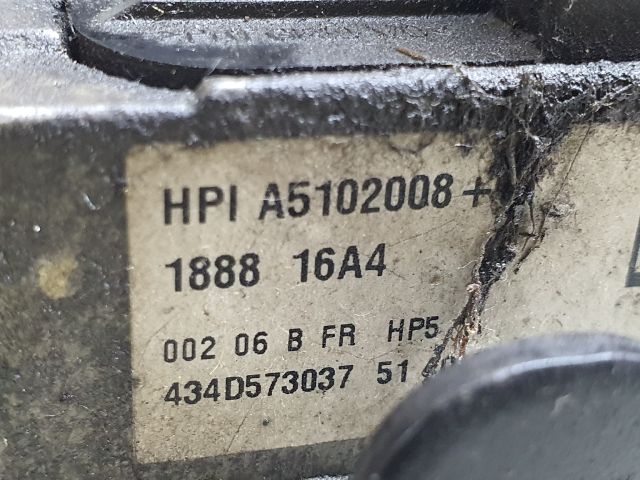 HPI A5102008+
1888 16A4
002 06 B FR HP5
434D573037 51